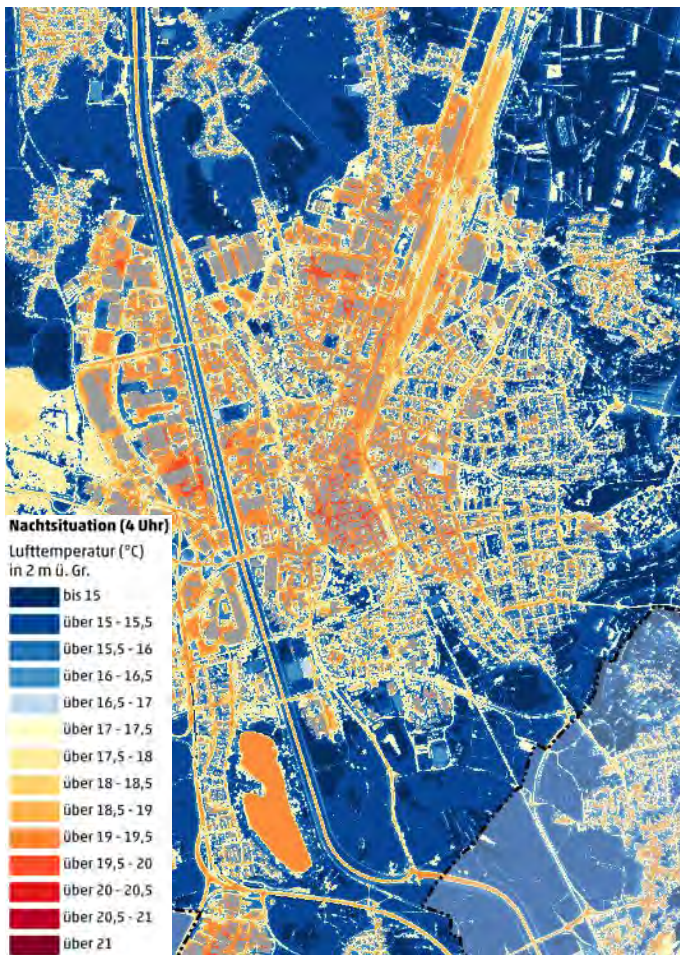 Nachtsituation (4 Uhr)
Lufttemperatur (°C)
in 2 m ü. Gr.
bis 15
über 15 - 15,5
über 15,5 - 16
über 16 - 16,5
über 16,5 - 17
über 17 - 17,5
über 17,5 - 18
über 18 - 18,5
über 18,5 - 19
über 19 - 19,5
über 19,5 - 20
über 20 - 20,5
über 20,5 - 21
über 21